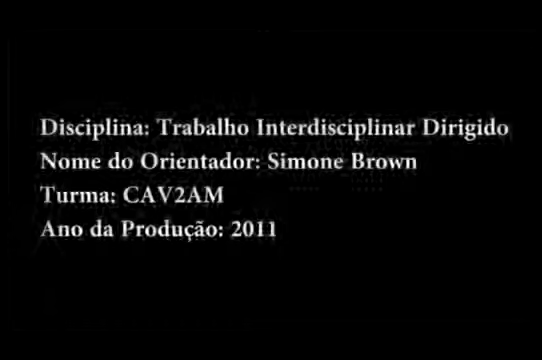 Disciplina: Trabalho Interdisciplinar Dirigido
Nome do Orientador: Simone Brown
Turma: CAV2AM
Ano da Produção: 2011